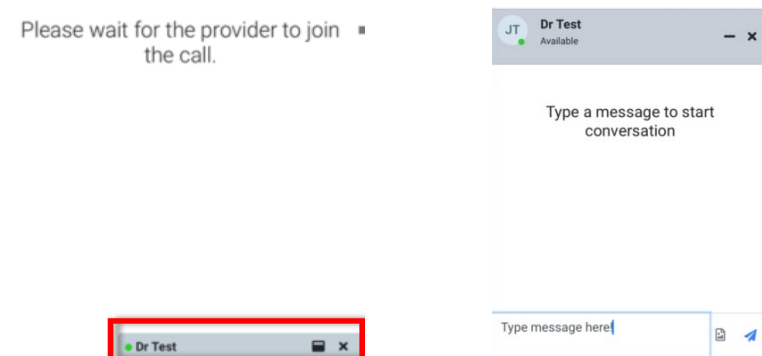 Please wait for the provider to join
the call.
Dr Test
JT
Dr Test
Available
Type a message to start
conversation
Type message here!